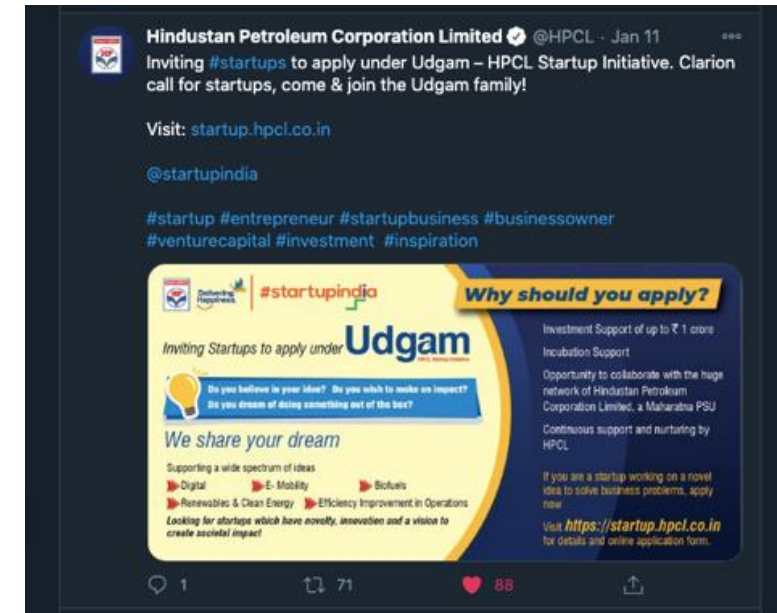 Hindustan Petroleum Corporation Limited @HPCL · Jan 11
Inviting #startups to apply under Udgam – HPCL Startup Initiative. Clarion
call for startups, come & join the Udgam family!
Visit: startup.hpcl.co.in
@startupindia
#startup #entrepreneur #startupbusiness #businessowner
#venturecapital #investment #inspiration
HP
Delivering
Happiness
#startupindia
Inviting Startups to apply under Udgam
HPCL Startup Initiative
Do you believe in your idea? Do you wish to make an impact?
Do you dream of doing something out of the box?
We share your dream
Supporting a wide spectrum of ideas
Digital E- Mobility Biofuels
Renewables & Clean Energy Efficiency Improvement in Operations
Looking for startups which have novelty, innovation and a vision to
create societal impact
Why should you apply?
Investment Support of up to ₹ 1 crore
Incubation Support
Opportunity to collaborate with the huge
network of Hindustan Petroleum
Corporation Limited, a Maharatna PSU
Continuous support and nurturing by
HPCL
If you are a startup working on a novel
idea to solve business problems, apply
now
Visit https://startup.hpcl.co.in
for details and online application form.
1 71 88